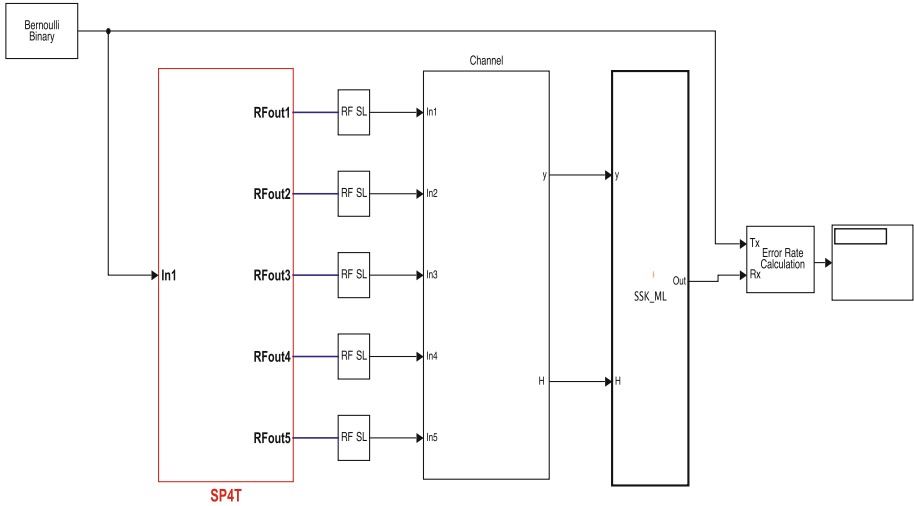 Bernoulli
Binary
Channel
RFout1
RF SL
In1
RFout2
RF SL
In2
y
y
Tx
Error Rate
Calculation
Rx
In1
RFout3
RF SL
In3
Out
SSK_ML
RFout4
RF SL
In4
H
H
RFout5
RF SL
In5
SP4T